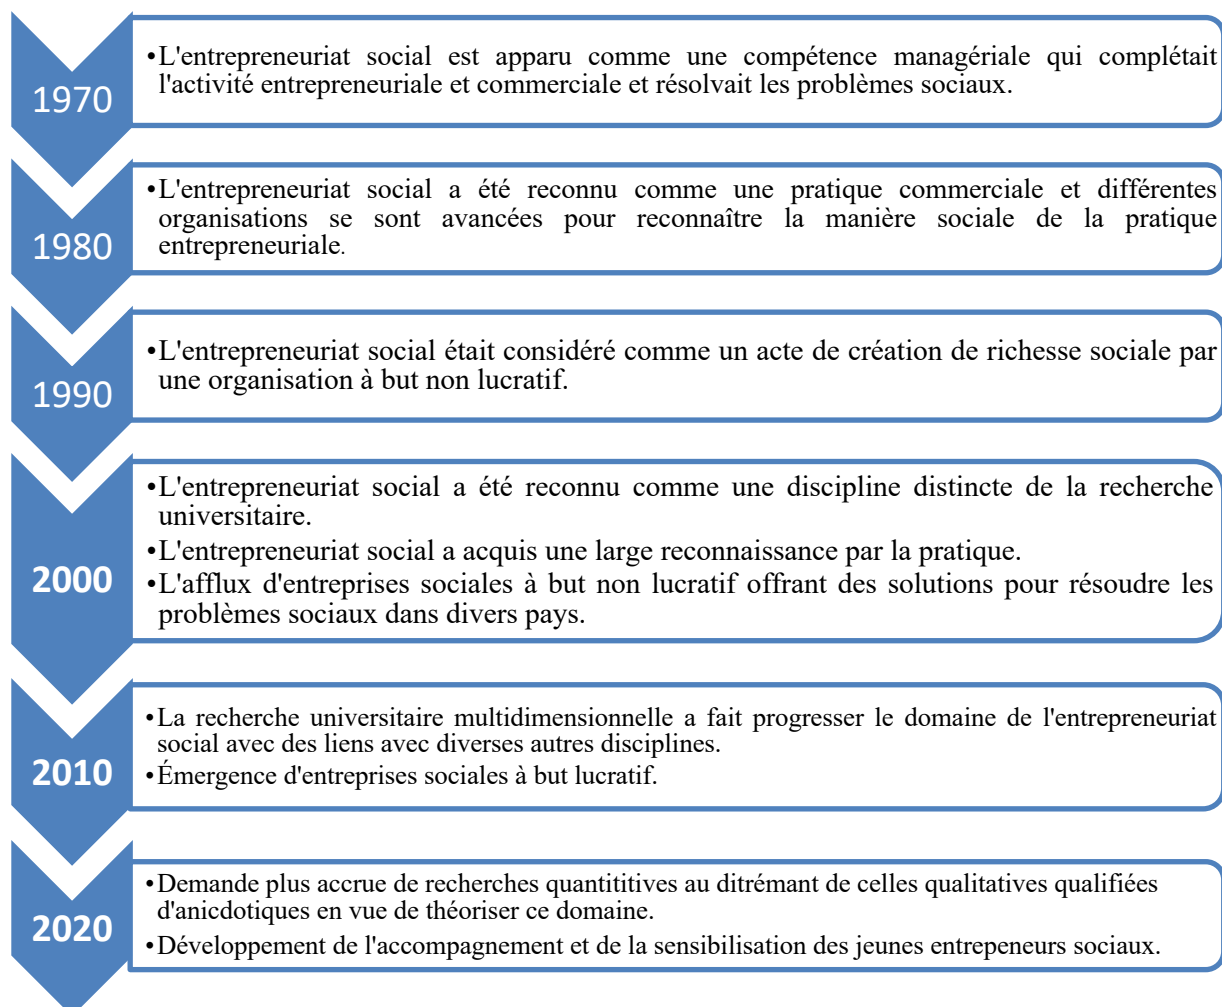 1970
•L'entrepreneuriat social est apparu comme une compétence managériale qui complétait
l'activité entrepreneuriale et commerciale et résolvait les problèmes sociaux.
1980
•L'entrepreneuriat social a été reconnu comme une pratique commerciale et différentes
organisations se sont avancées pour reconnaître la manière sociale de la pratique
entrepreneuriale.
1990
•L'entrepreneuriat social était considéré comme un acte de création de richesse sociale par
une organisation à but non lucratif.
2000
•L'entrepreneuriat social a été reconnu comme une discipline distincte de la recherche
universitaire.
•L'entrepreneuriat social a acquis une large reconnaissance par la pratique.
•L'afflux d'entreprises sociales à but non lucratif offrant des solutions pour résoudre les
problèmes sociaux dans divers pays.
2010
•La recherche universitaire multidimensionnelle a fait progresser le domaine de l'entrepreneuriat
social avec des liens avec diverses autres disciplines.
•Émergence d'entreprises sociales à but lucratif.
2020
•Demande plus accrue de recherches quantititives au ditrémant de celles qualitatives qualifiées
d'anicdotiques en vue de théoriser ce domaine.
•Développement de l'accompagnement et de la sensibilisation des jeunes entrepeneurs sociaux.